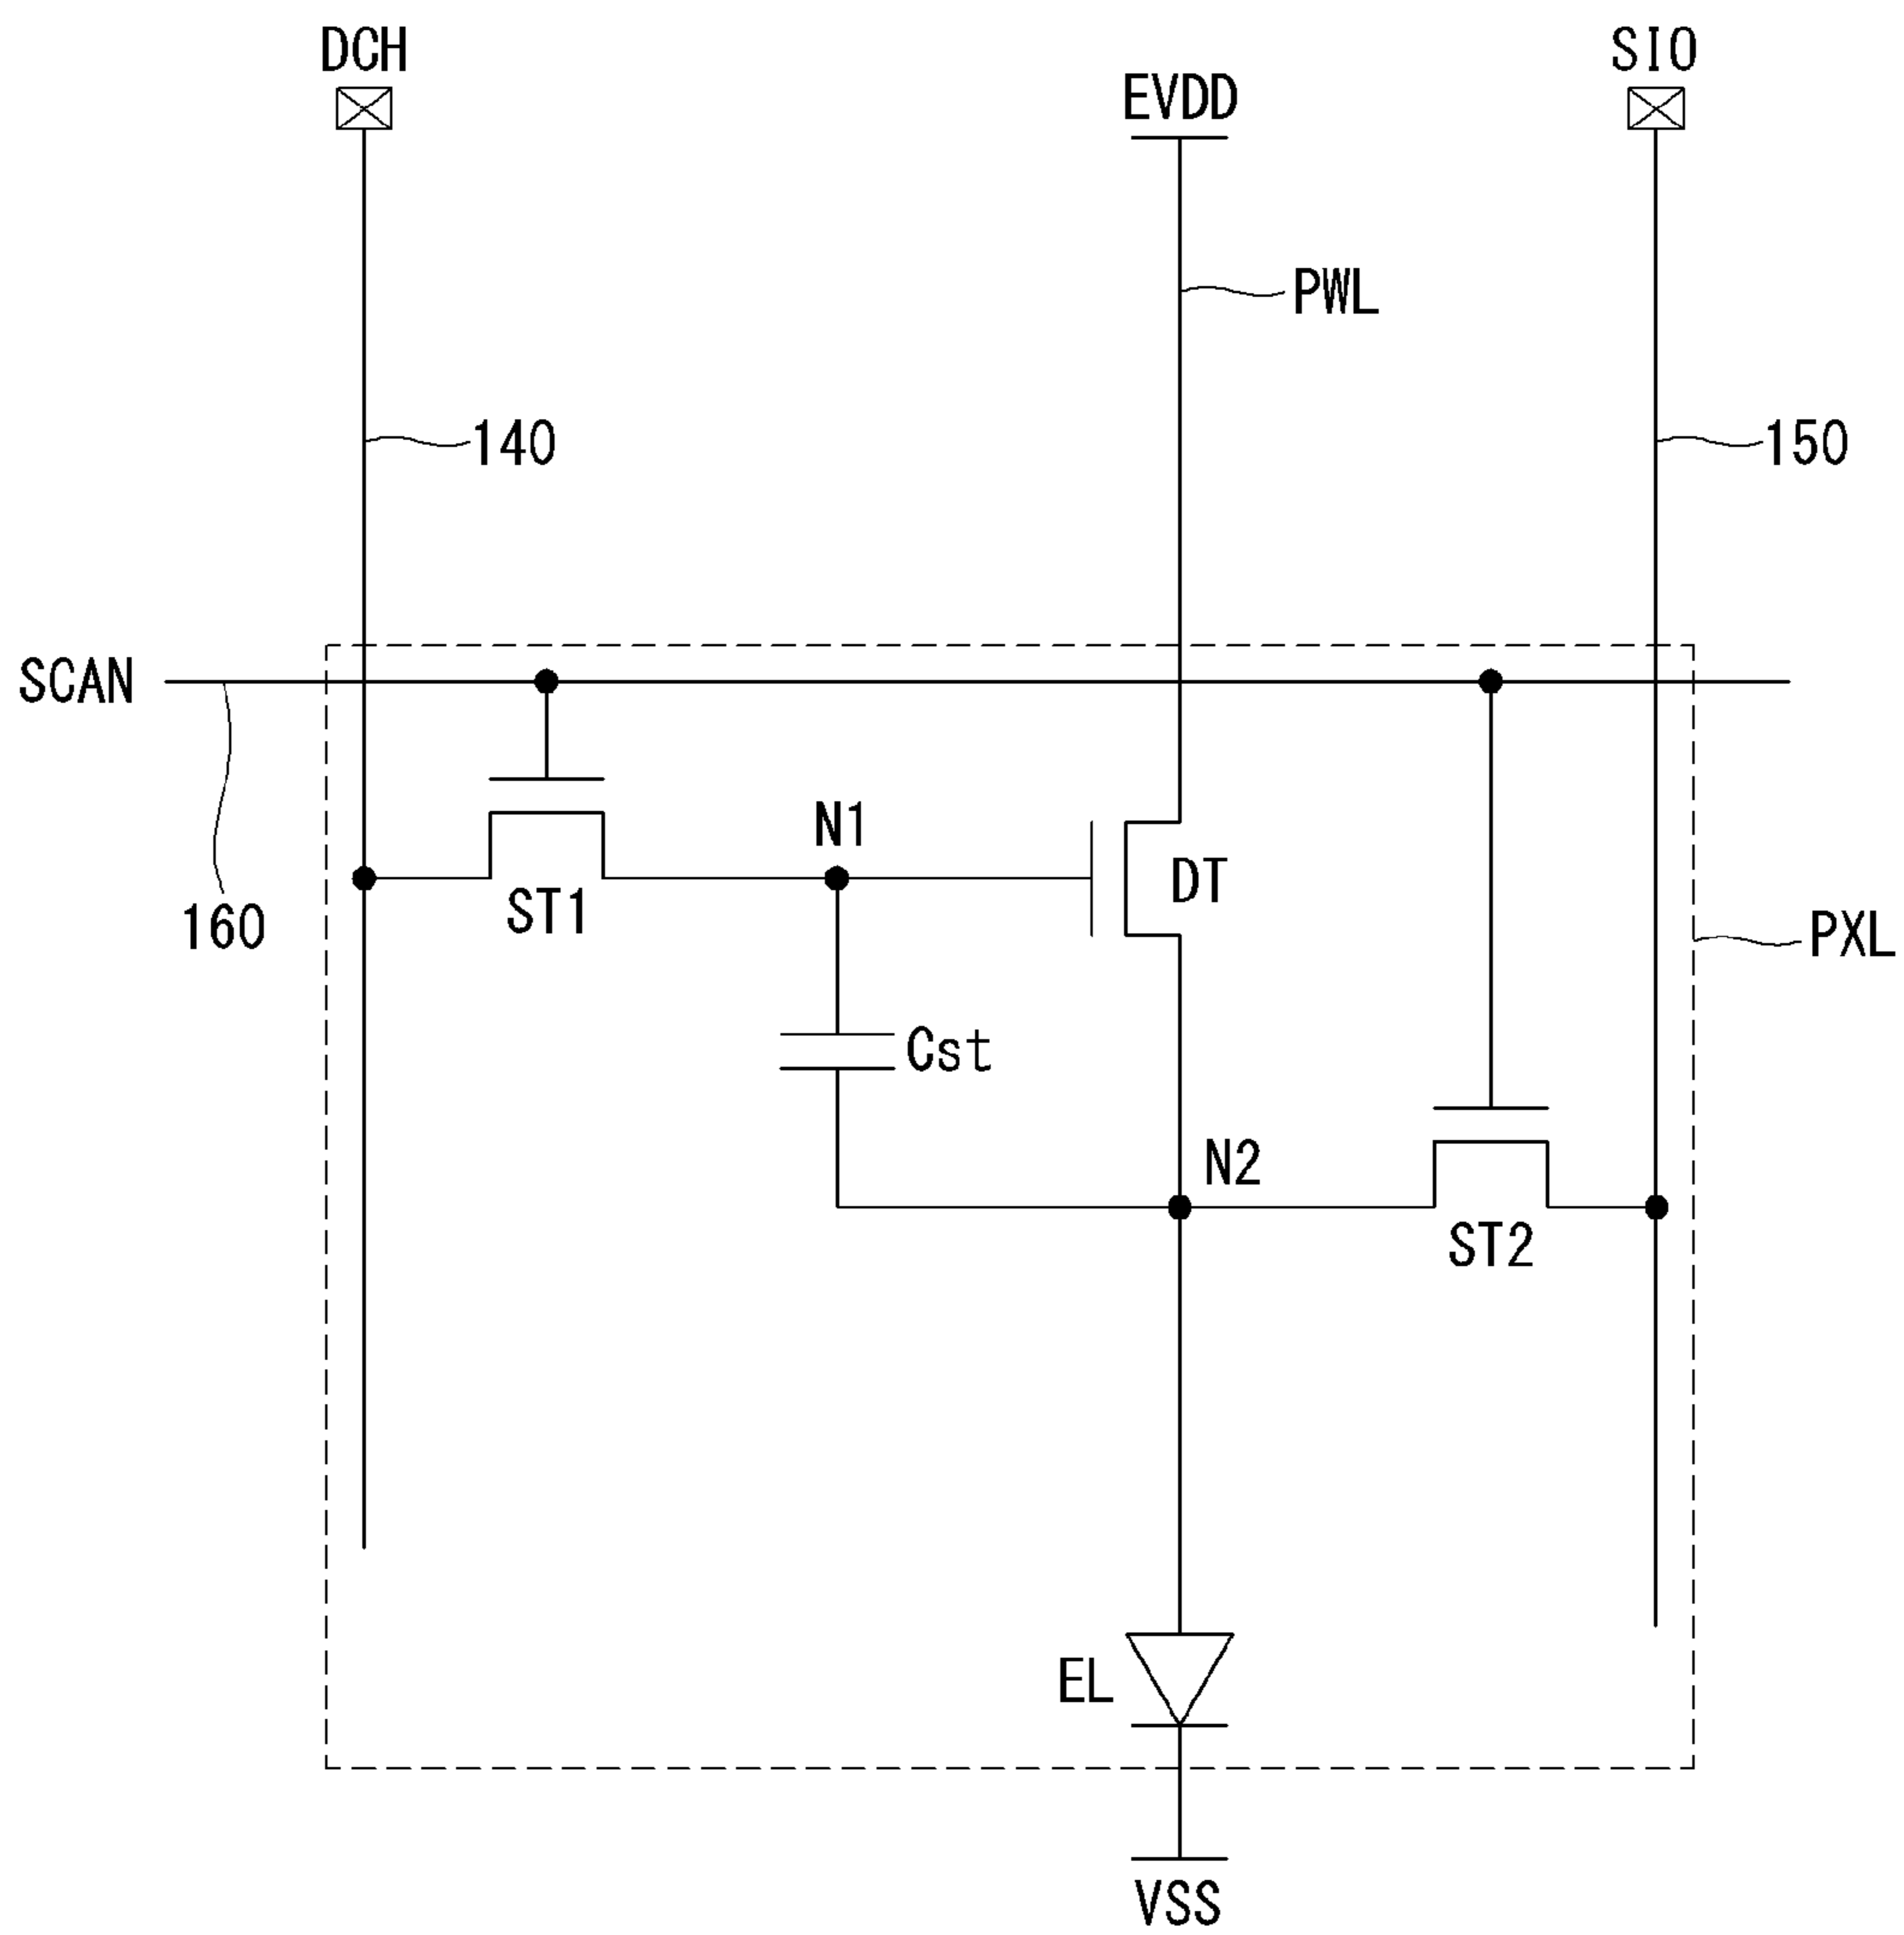 DCH
SIO
EVDD
PWL
140
150
SCAN
N1
DT
ST1
160
PXL
Cst
N2
ST2
EL
VSS